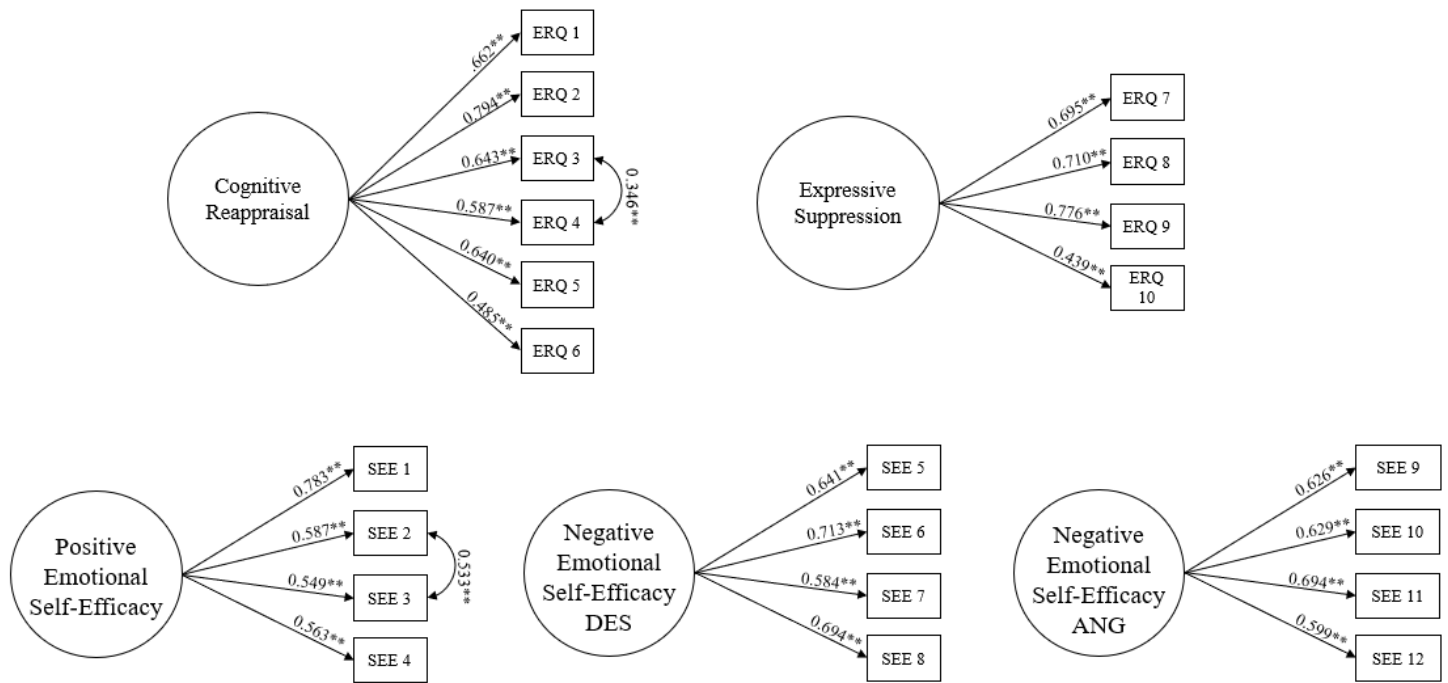 Cognitive
Reappraisal
.662**
0.794**
0.643**
0.587**
0.640**
0.485**
ERQ 1
ERQ 2
ERQ 3
ERQ 4
ERQ 5
ERQ 6
0.346**
Expressive
Suppression
0.695**
0.710**
0.776**
0.439**
ERQ 7
ERQ 8
ERQ 9
ERQ
10
Positive
Emotional
Self-Efficacy
0.783**
0.587**
0.549**
0.563**
SEE 1
SEE 2
SEE 3
SEE 4
0.533**
Negative
Emotional
Self-Efficacy
DES
0.641**
0.713**
0.584**
0.694**
SEE 5
SEE 6
SEE 7
SEE 8
Negative
Emotional
Self-Efficacy
ANG
0.626**
0.629**
0.694**
0.599**
SEE 9
SEE 10
SEE 11
SEE 12